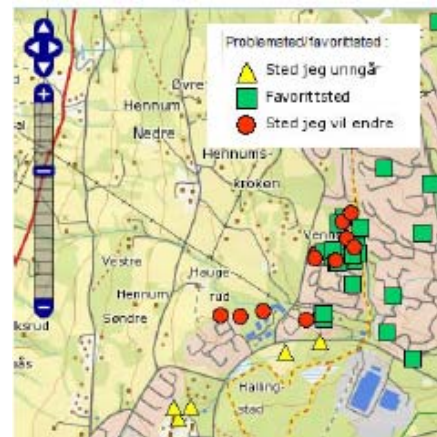 Problemsted/favorittsted :
Sted jeg unngår
Favorittsted
Sted jeg vil endre
Øvre
Hennum
Nedre
Hennums-
kroken
Vestre
Hennum
Søndre
Hauge-
rud
Halling-
stad